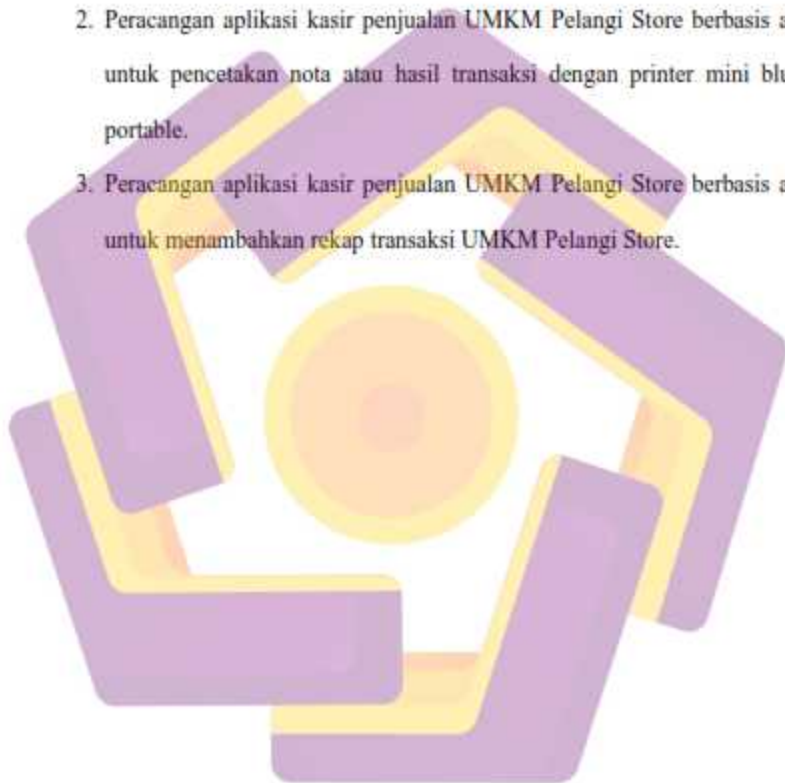 2. Peracangan aplikasi kasir penjualan UMKM Pelangi Store berbasis
untuk pencetakan nota atau hasil transaksi dengan printer mini
portable.
3. Peracangan aplikasi kasir penjualan UMKM Pelangi Store berbasis
untuk menambahkan rekap transaksi UMKM Pelangi Store.